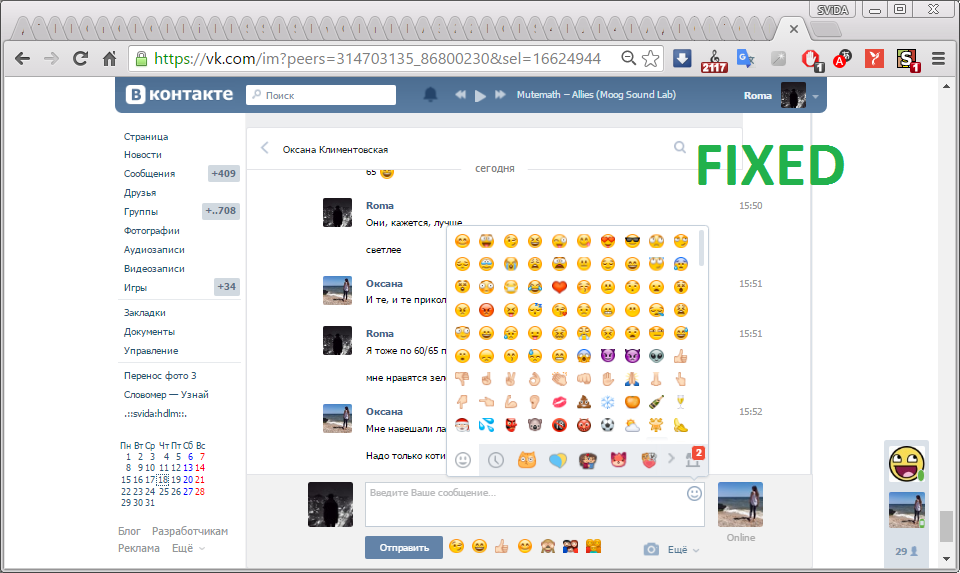 SViDA
https://vk.com/im?peers=314703135_86800230&sel=16624944
2117
1
1
В контакте
Поиск
Mutemath – Allies (Moog Sound Lab)
Roma
Страница
Новости
Сообщения +409
Друзья
Группы +..708
Фотографии
Аудиозаписи
Видеозаписи
Игры +34
Закладки
Документы
Управление
Перенос фото 3
Словомер — Узнай
.::svida:hdlm::.
Пн Вт Ср Чт Пт Сб Вс
1 2 3 4 5 6 7
8 9 10 11 12 13 14
15 16 17 18 19 20 21
22 23 24 25 26 27 28
29 30 31
Блог Разработчикам
Реклама Ещё
Оксана Климентовская
FIXED
сегодня
65
Roma 15:50
Они, кажется, лучше
светлее
Оксана 15:51
И те, и те прикол
Roma 15:51
Я тоже по 60/65 п
мне нравятся зел
Оксана 15:52
Мне навешали ла
Надо только коти
2
Введите Ваше сообщение...
Отправить
Ещё
Online
29